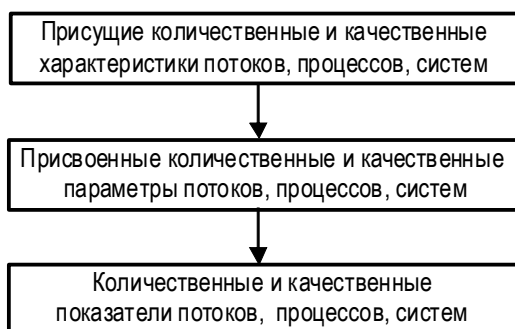 Присущие количественные и качественные
характеристики потоков, процессов, систем
Присвоенные количественные и качественные
параметры потоков, процессов, систем
Количественные и качественные
показатели потоков, процессов, систем